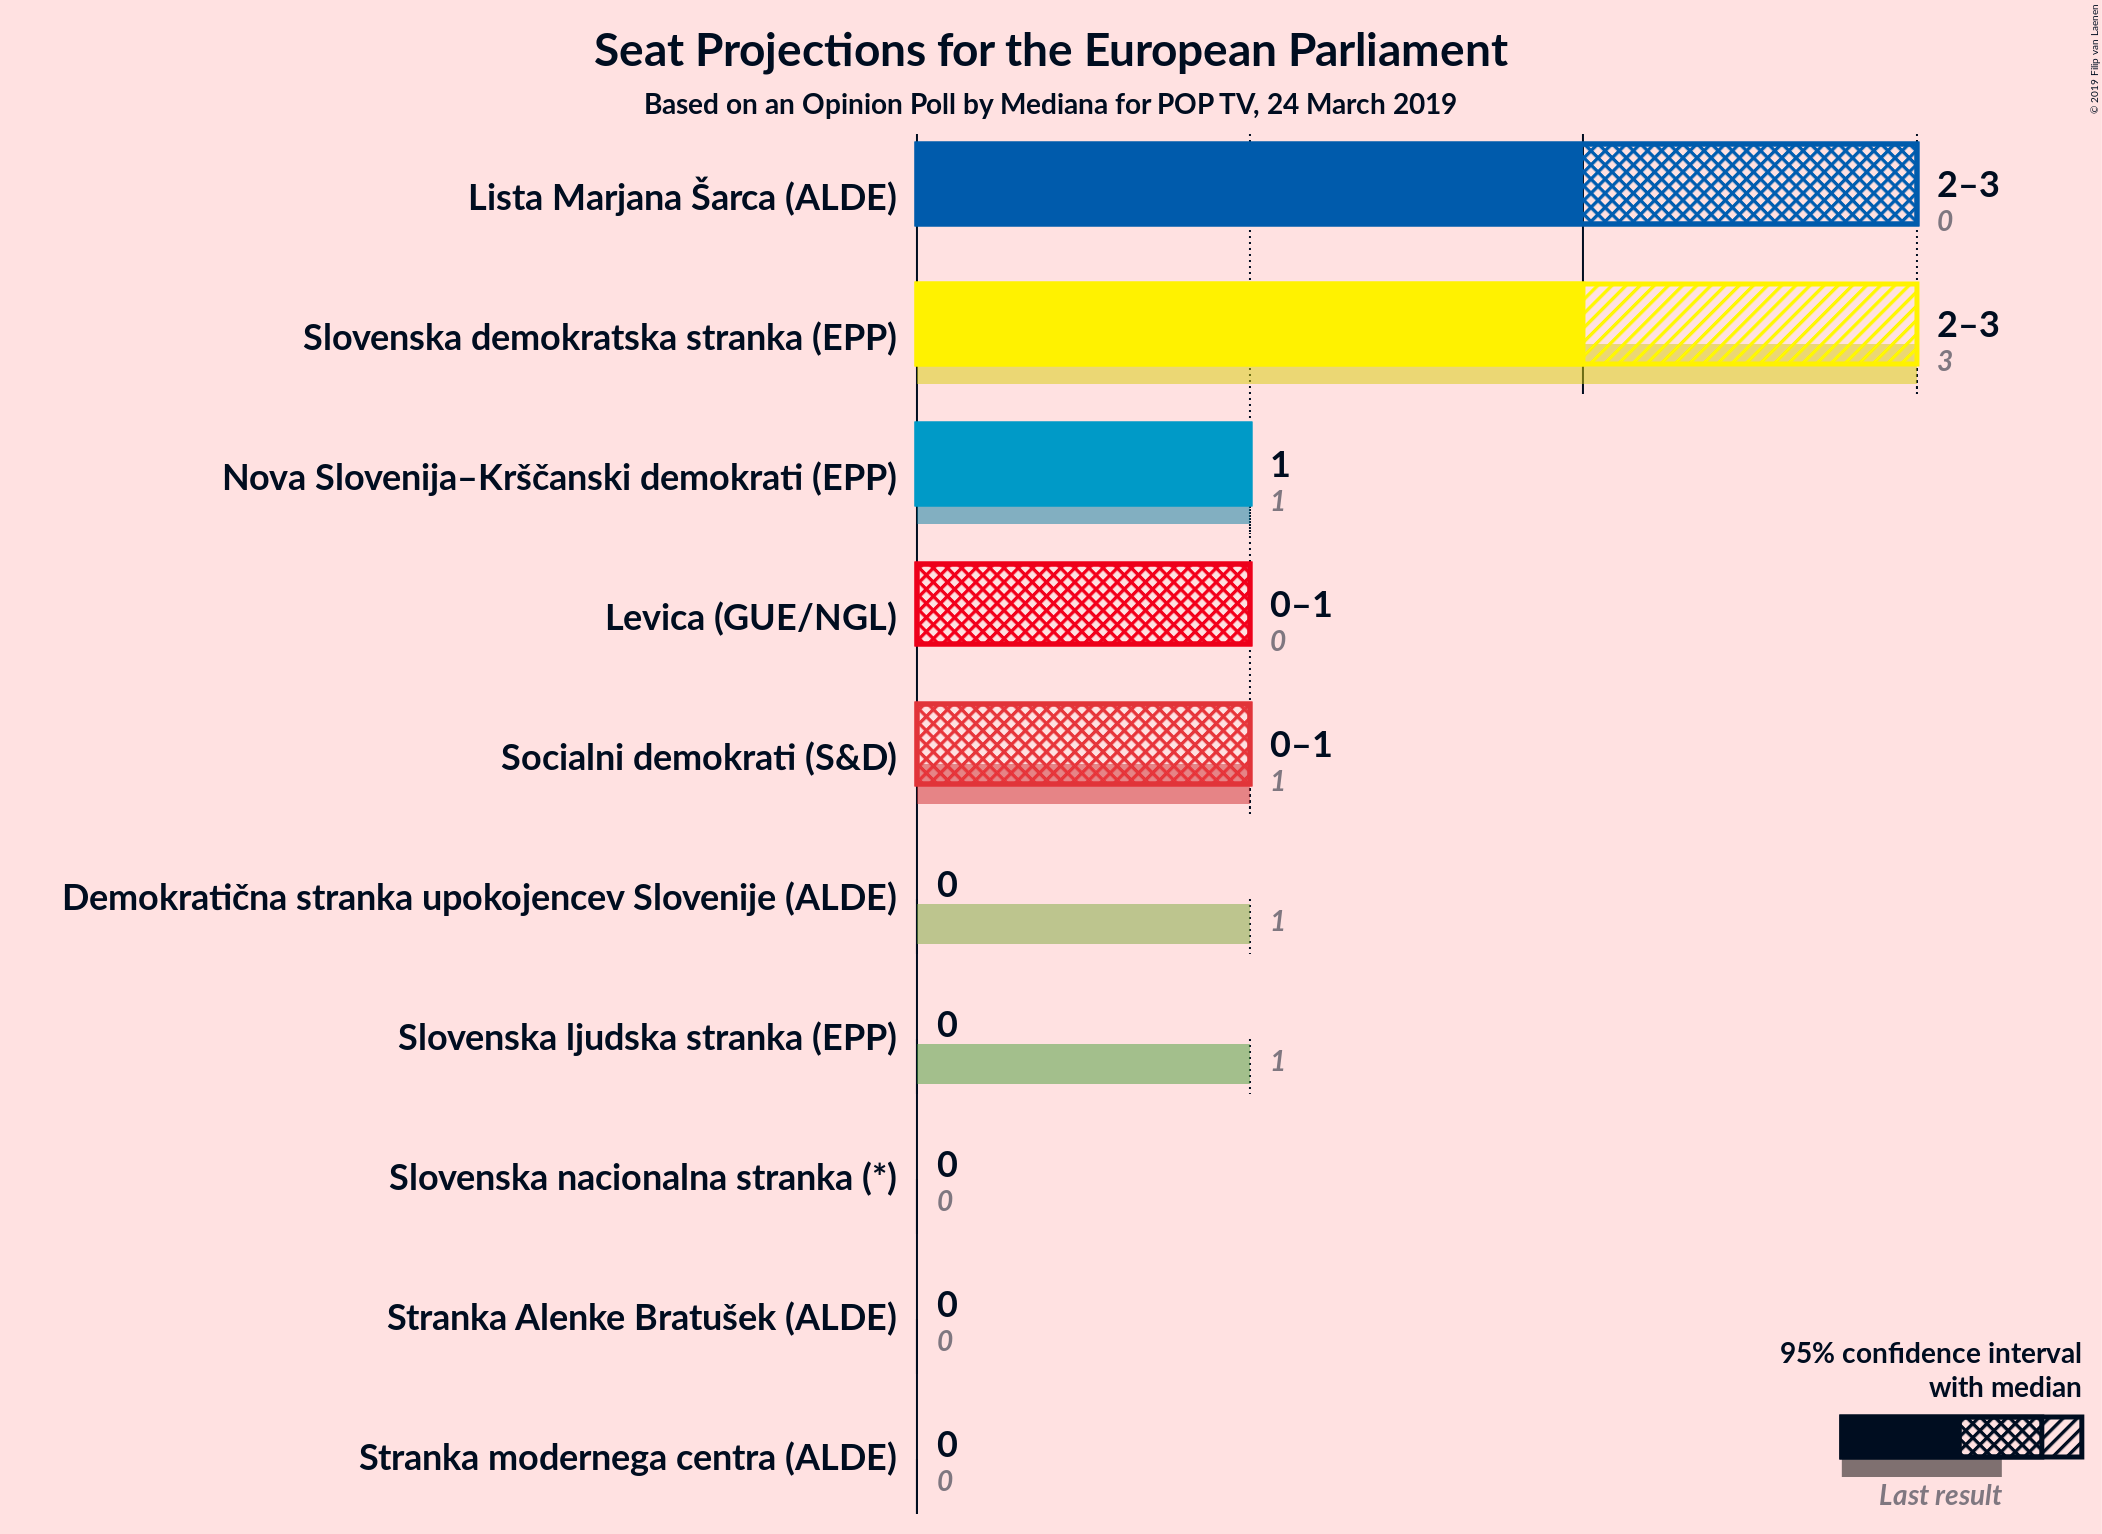 Seat Projections for the European Parliament
Based on an Opinion Poll by Mediana for POP TV, 24 March 2019
© 2019 Filip van Laenen
Lista Marjana Šarca (ALDE)
2–3
0
Slovenska demokratska stranka (EPP)
2–3
3
Nova Slovenija–Krščanski demokrati (EPP)
1
1
Levica (GUE/NGL)
0–1
0
Socialni demokrati (S&D)
0–1
1
Demokratična stranka upokojencev Slovenije (ALDE)
0
1
Slovenska ljudska stranka (EPP)
0
1
Slovenska nacionalna stranka (*)
0
0
Stranka Alenke Bratušek (ALDE)
0
0
Stranka modernega centra (ALDE)
0
0
95% confidence interval
with median
Last result